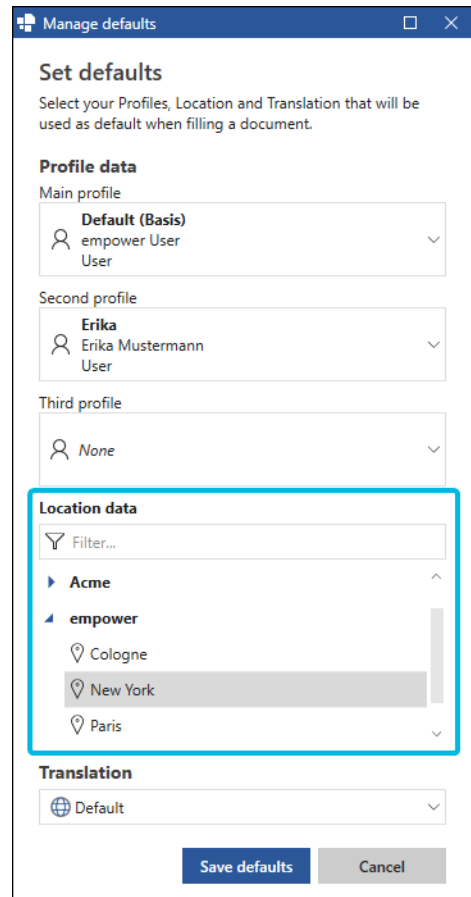 Manage defaults
Set defaults
Select your Profiles, Location and Translation that will be
used as default when filling a document.
Profile data
Main profile
Default (Basis)
empower User
User
Second profile
Erika
Erika Mustermann
User
Third profile
None
Location data
Filter...
Acme
empower
Cologne
New York
Paris
Translation
Default
Save defaults
Cancel